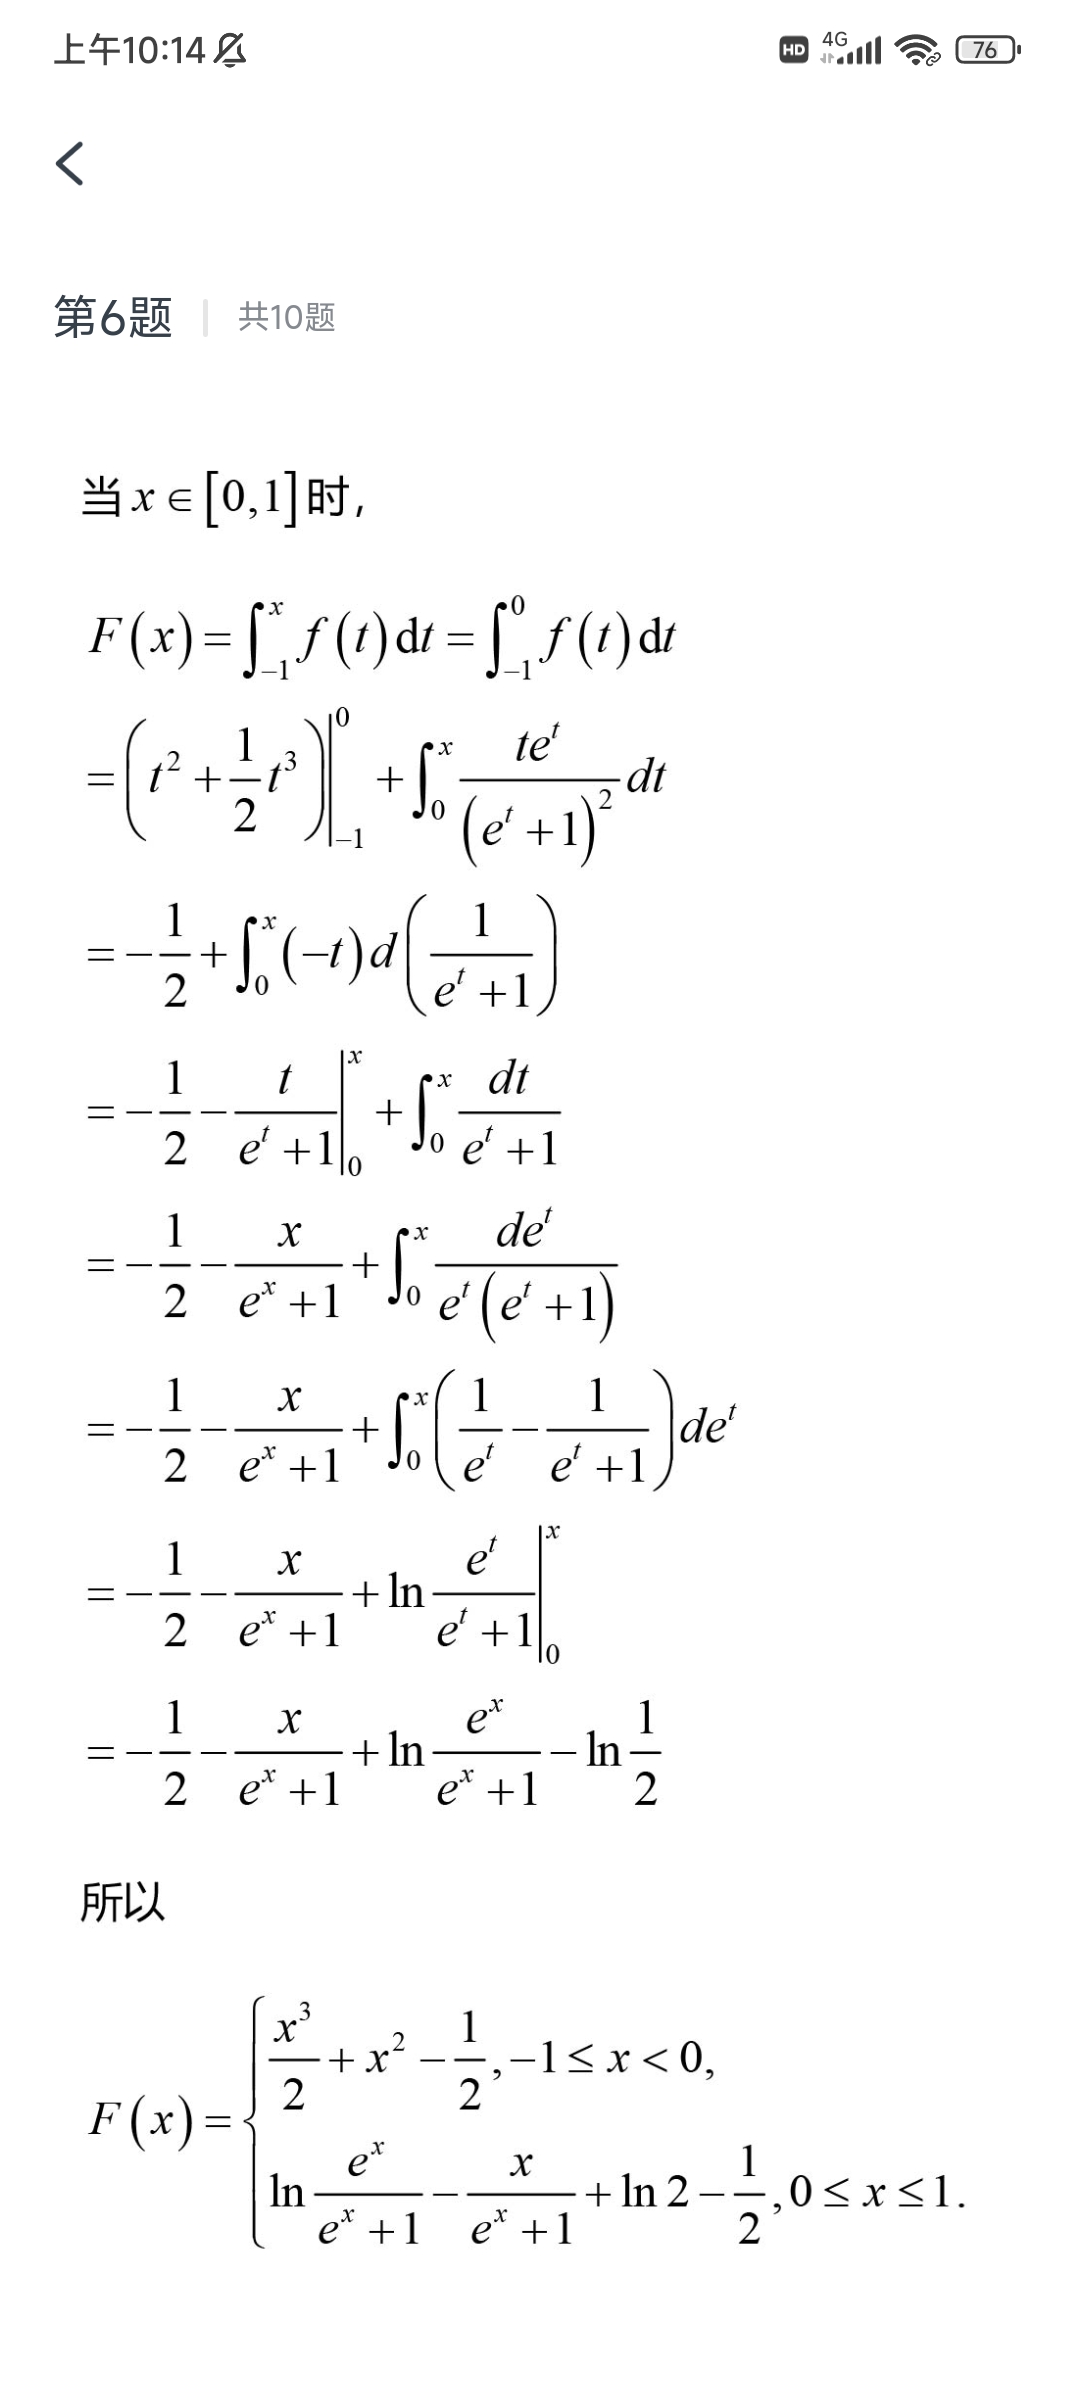 上午10:14
HD 4G 76
第6题 | 共10题
当 x ∈ [0,1] 时,
F(x) = ∫_{-1}^{x} f(t) dt = ∫_{-1}^{0} f(t) dt
= (t² + 1/2 t³)|_{-1}^{0} + ∫_{0}^{x} te^t/(e^t + 1)² dt
= −1/2 + ∫_{0}^{x} (−t) d(1/(e^t + 1))
= −1/2 − t/(e^t + 1)|_{0}^{x} + ∫_{0}^{x} dt/(e^t + 1)
= −1/2 − x/(e^x + 1) + ∫_{0}^{x} de^t/(e^t(e^t + 1))
= −1/2 − x/(e^x + 1) + ∫_{0}^{x} (1/e^t − 1/(e^t + 1)) de^t
= −1/2 − x/(e^x + 1) + ln e^t/(e^t + 1)|_{0}^{x}
= −1/2 − x/(e^x + 1) + ln e^x/(e^x + 1) − ln 1/2
所以
F(x) = { x³/2 + x² − 1/2, −1 ≤ x < 0,
ln e^x/(e^x + 1) − x/(e^x + 1) + ln 2 − 1/2, 0 ≤ x ≤ 1.